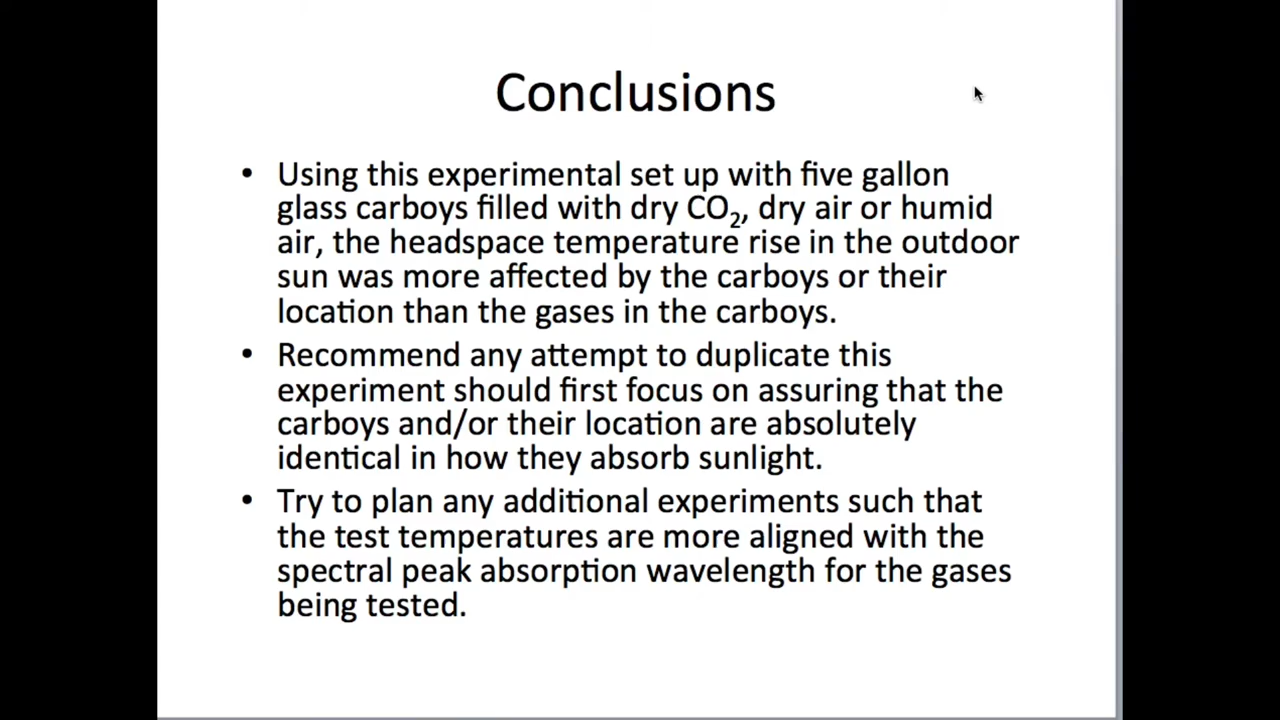 Conclusions
• Using this experimental set up with five gallon
glass carboys filled with dry CO₂, dry air or humid
air, the headspace temperature rise in the outdoor
sun was more affected by the carboys or their
location than the gases in the carboys.
• Recommend any attempt to duplicate this
experiment should first focus on assuring that the
carboys and/or their location are absolutely
identical in how they absorb sunlight.
• Try to plan any additional experiments such that
the test temperatures are more aligned with the
spectral peak absorption wavelength for the gases
being tested.